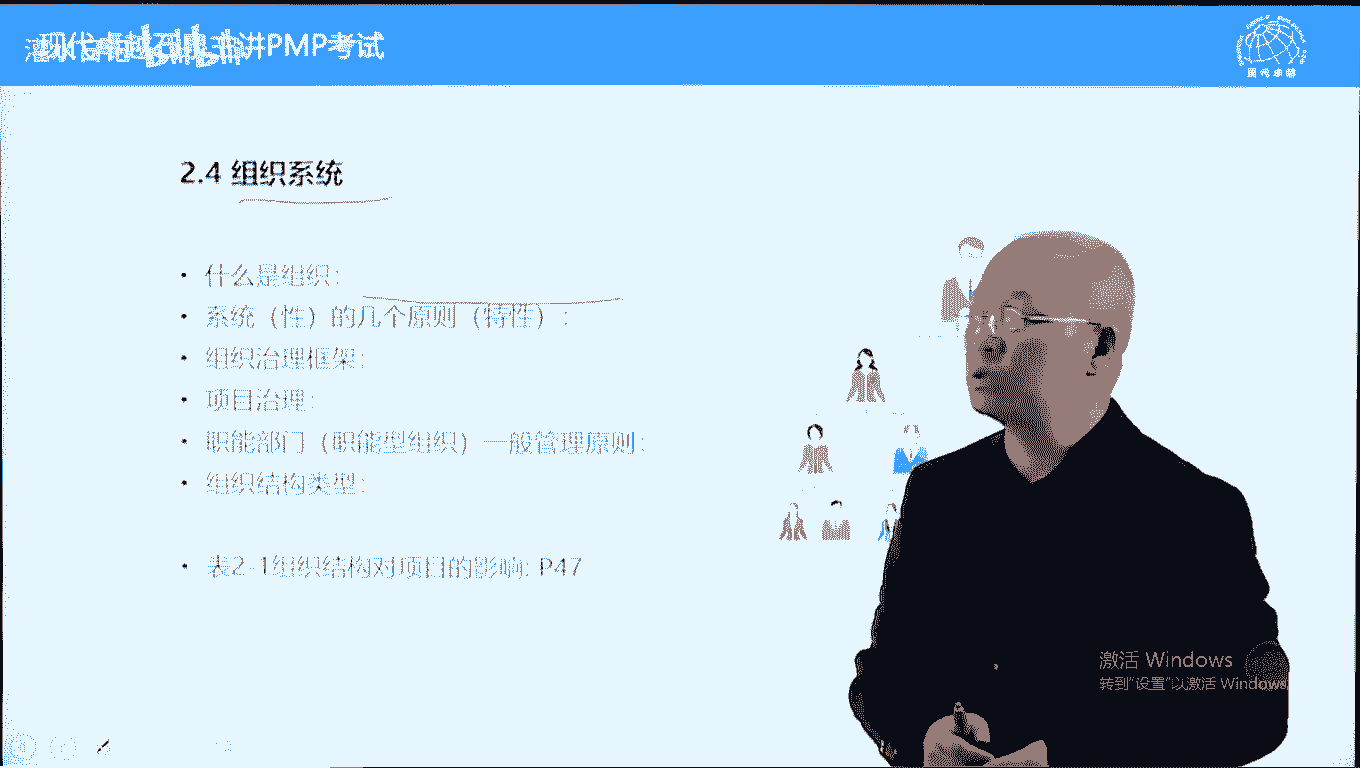 讲PMP考试
现代卓越
2.4 组织系统
• 什么是组织：
• 系统（性）的几个原则（特性）：
• 组织治理框架：
• 项目治理：
• 职能部门（职能型组织）一般管理原则：
• 组织结构类型：
• 表2-1组织结构对项目的影响: P47
激活 Windows
转到"设置"以激活 Windows